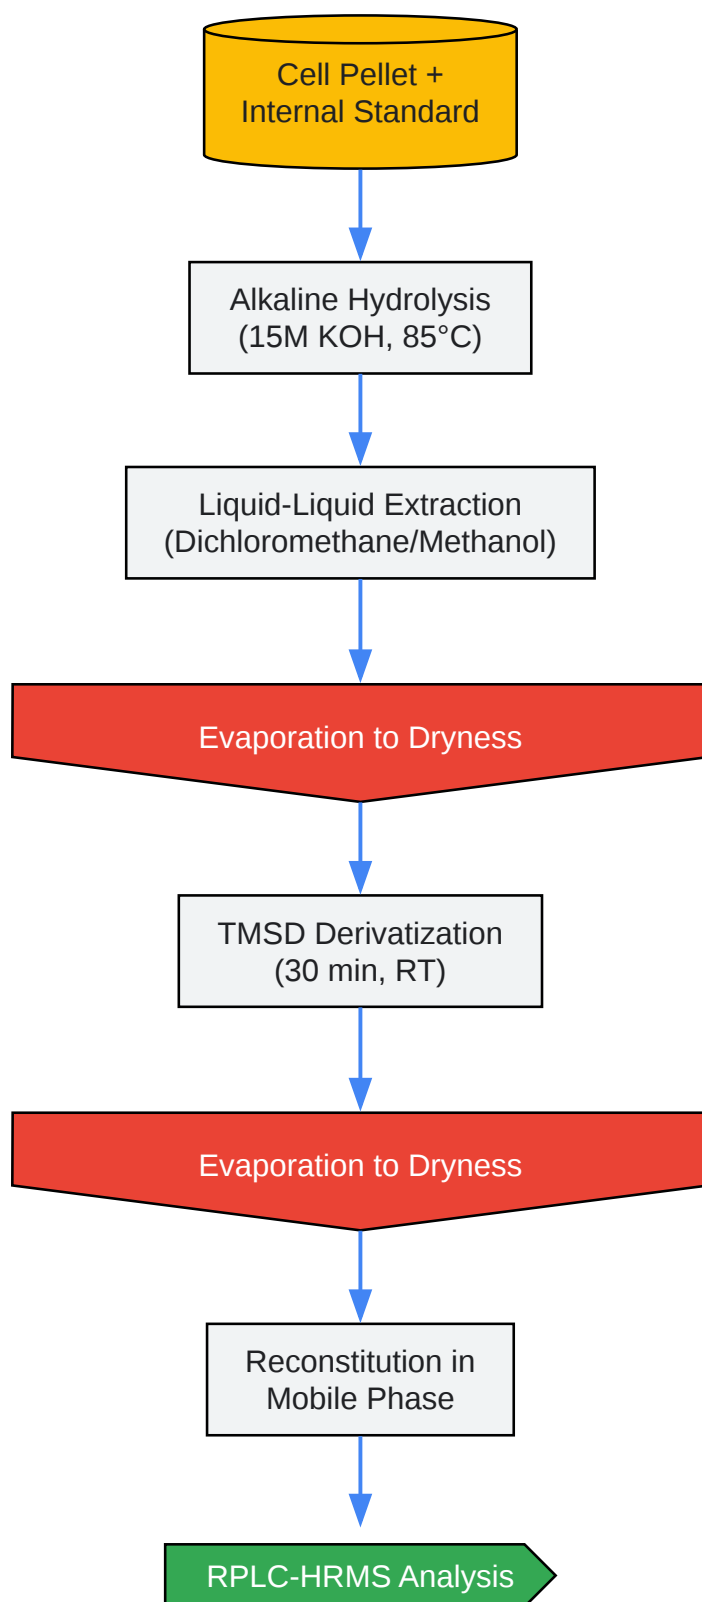 Cell Pellet +
Internal Standard
Alkaline Hydrolysis
(15M KOH, 85°C)
Liquid-Liquid Extraction
(Dichloromethane/Methanol)
Evaporation to Dryness
TMSD Derivatization
(30 min, RT)
Evaporation to Dryness
Reconstitution in
Mobile Phase
RPLC-HRMS Analysis